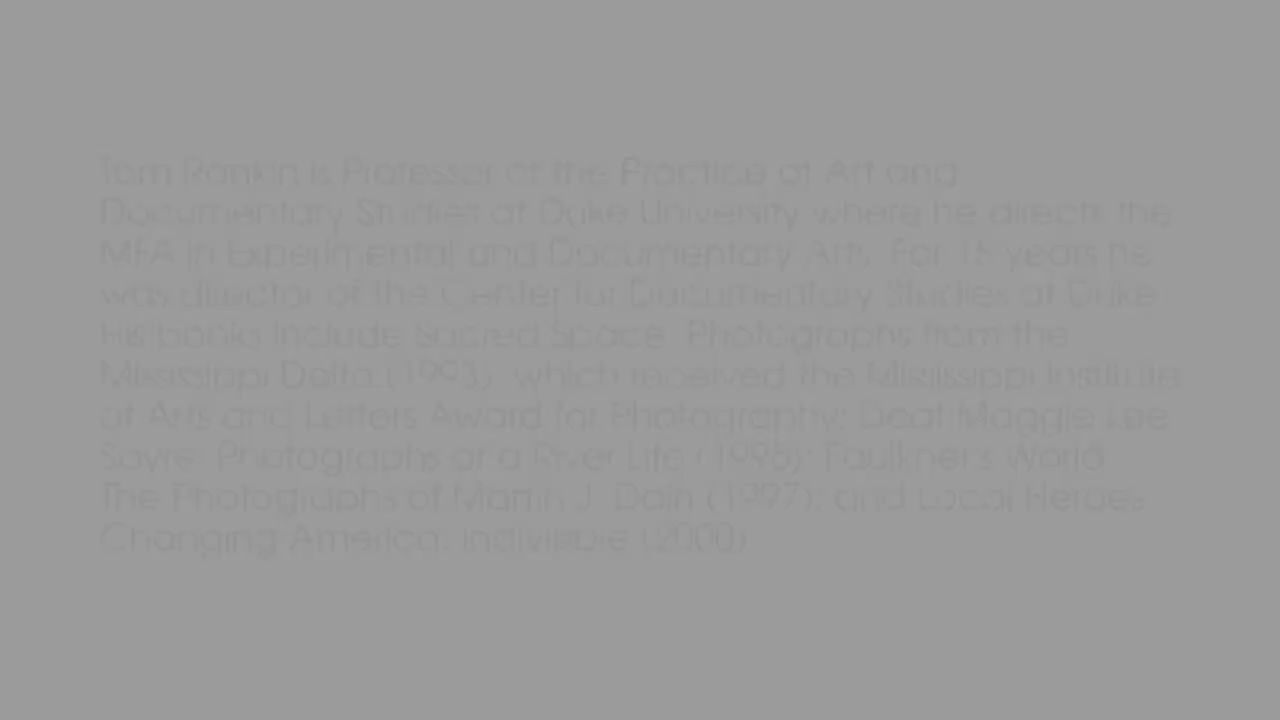 Tom Rankin is Professor of the Practice of Art and
Documentary Studies at Duke University where he directs the
MFA in Experimental and Documentary Arts. For 15 years he
was director of the Center for Documentary Studies at Duke.
His books include Sacred Space: Photographs from the
Mississippi Delta (1993), which received the Mississippi Institute
of Arts and Letters Award for Photography; Deaf Maggie Lee
Sayre: Photographs of a River Life (1995); Faulkner's World:
The Photographs of Martin J. Dain (1997); and Local Heroes
Changing America: Indivisible (2000).